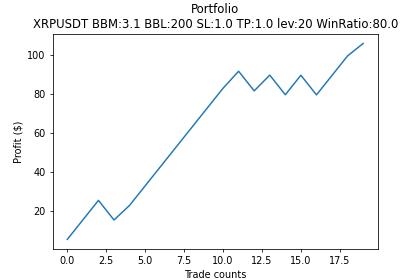 Portfolio
XRPUSDT BBM:3.1 BBL:200 SL:1.0 TP:1.0 lev:20 WinRatio:80.0
100
80
60
40
20
Profit ($)
0.0 2.5 5.0 7.5 10.0 12.5 15.0 17.5
Trade counts